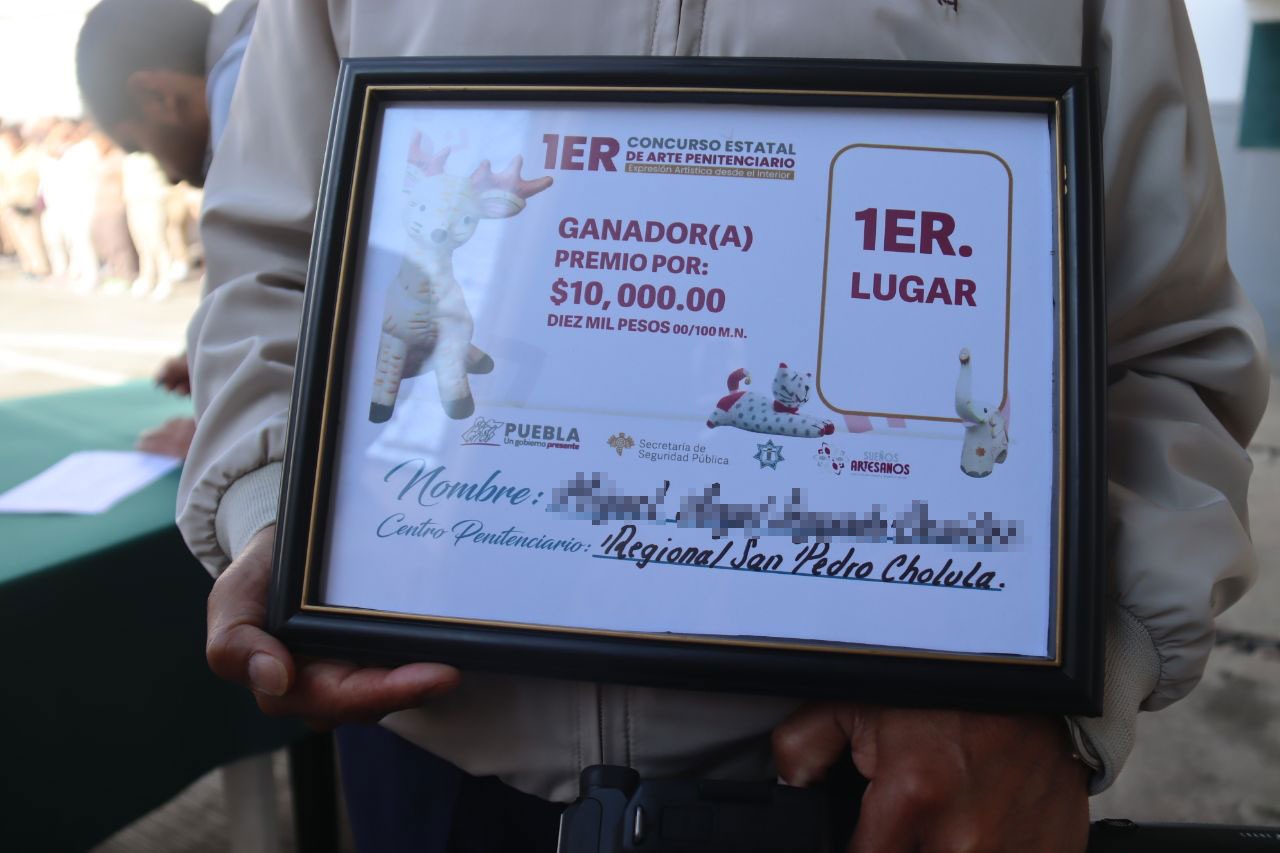 1ER CONCURSO ESTATAL
DE ARTE PENITENCIARIO
Expresión Artística desde el Interior
GANADOR(A)
PREMIO POR:
$10, 000.00
DIEZ MIL PESOS 00/100 M.N.
1ER.
LUGAR
PUEBLA
Un gobierno presente
Secretaría de
Seguridad Pública
SUEÑOS
ARTESANOS
Nombre:
Centro Penitenciario: Regional San Pedro Cholula.